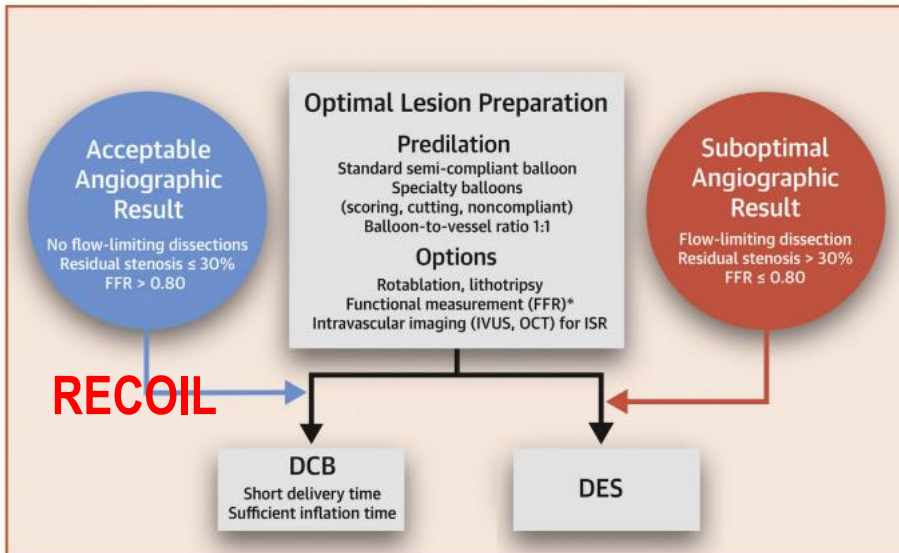 Optimal Lesion Preparation
Predilation
Standard semi-compliant balloon
Specialty balloons
(scoring, cutting, noncompliant)
Balloon-to-vessel ratio 1:1
Options
Rotablation, lithotripsy
Functional measurement (FFR)*
Intravascular imaging (IVUS, OCT) for ISR
Acceptable
Angiographic
Result
No flow-limiting dissections
Residual stenosis ≤ 30%
FFR > 0.80
Suboptimal
Angiographic
Result
Flow-limiting dissection
Residual stenosis > 30%
FFR ≤ 0.80
RECOIL
DCB
Short delivery time
Sufficient inflation time
DES